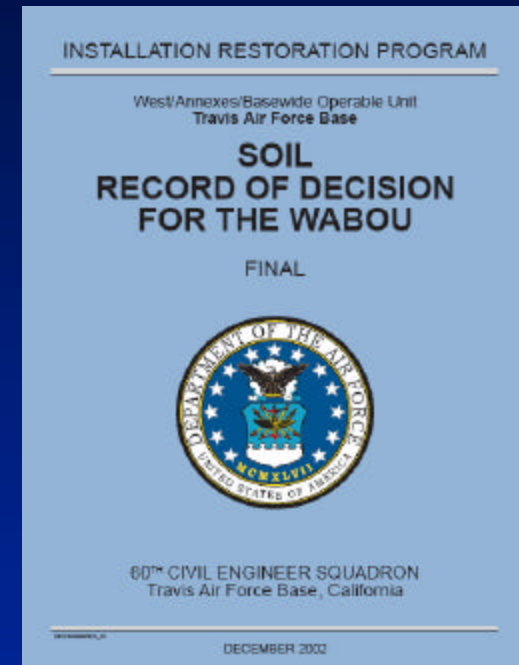 INSTALLATION RESTORATION PROGRAM
West/Annexes/Basewide Operable Unit
Travis Air Force Base
SOIL
RECORD OF DECISION
FOR THE WABOU
FINAL
DEPARTMENT OF THE AIR FORCE
MCMXLVII
UNITED STATES OF AMERICA
60TH CIVIL ENGINEER SQUADRON
Travis Air Force Base, California
DECEMBER 2002